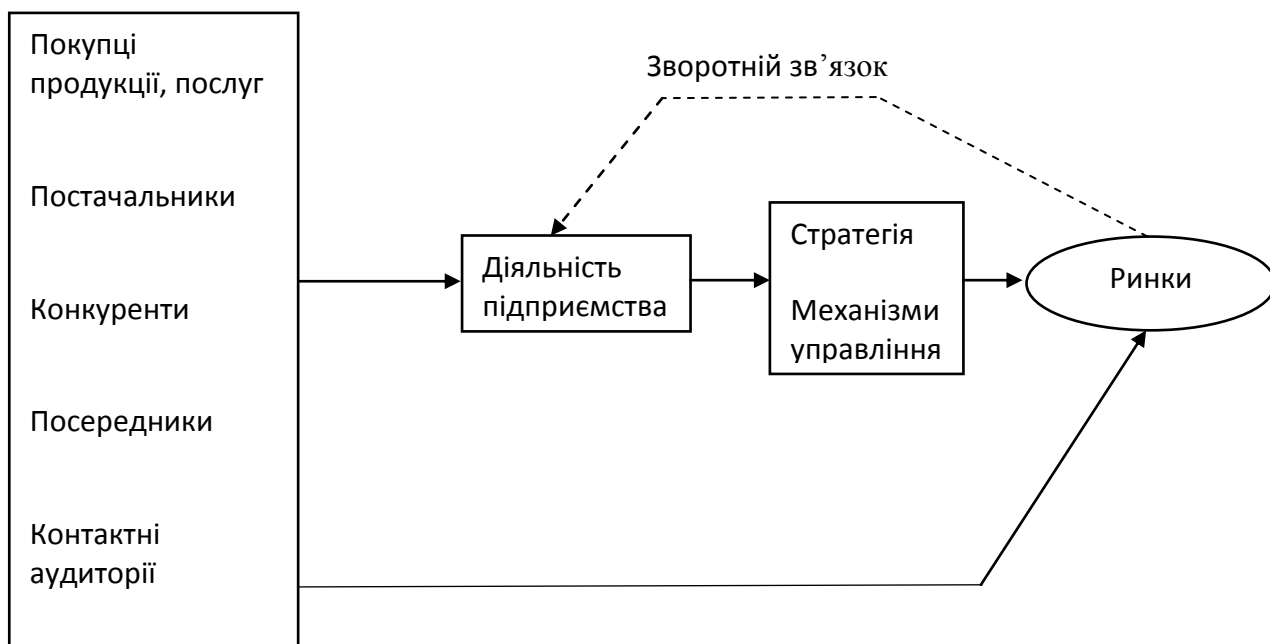 Покупці
продукції, послуг
Постачальники
Конкуренти
Посередники
Контактні
аудиторії
Зворотній зв’язок
Діяльність
підприємства
Стратегія
Механізми
управління
Ринки